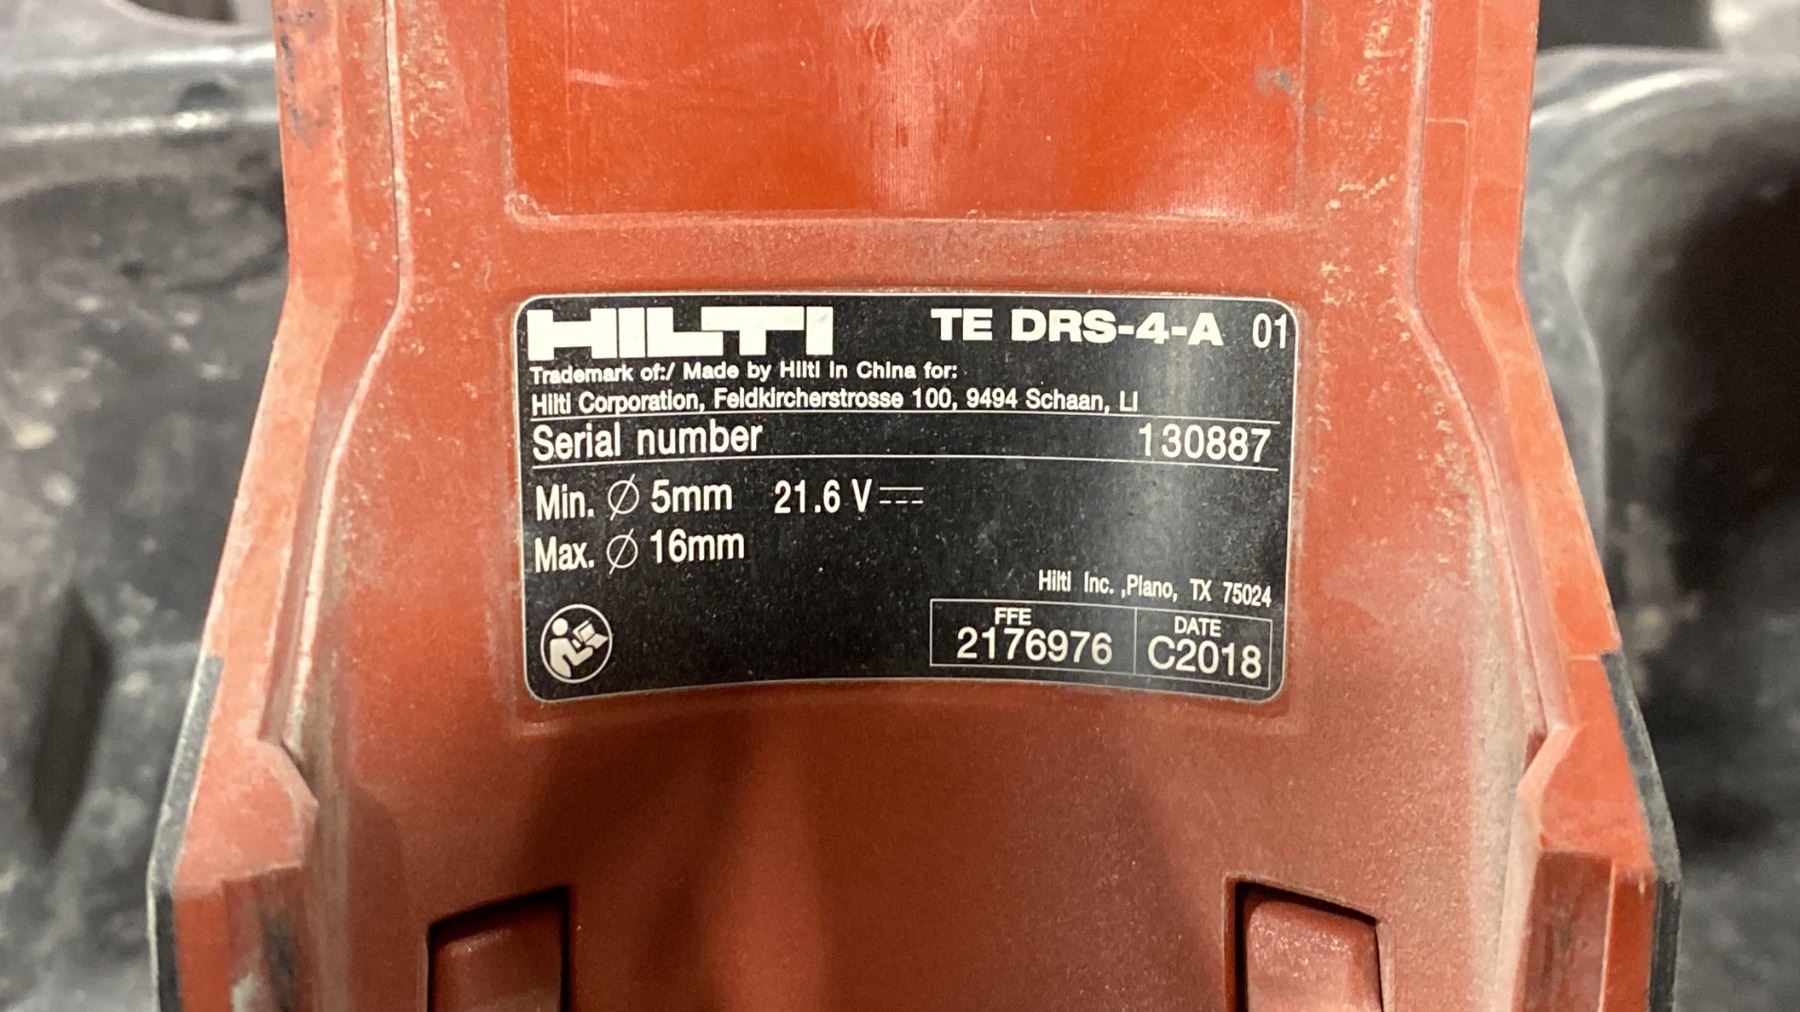 HILTI TE DRS-4-A 01
Trademark of:/ Made by Hilti in China for:
Hilti Corporation, Feldkircherstrosse 100, 9494 Schaan, LI
Serial number 130887
Min. ∅ 5mm 21.6 V ⎓
Max. ∅ 16mm
Hilti Inc. ,Plano, TX 75024
FFE DATE
2176976 C2018